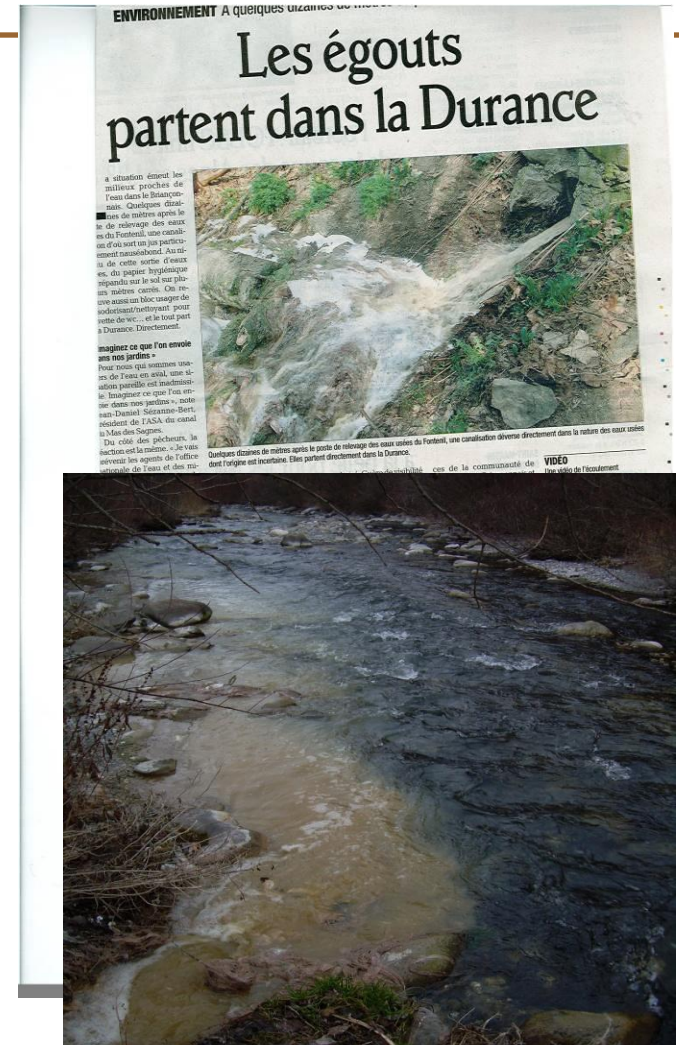 ENVIRONNEMENT A quelques dizaines de mètres
Les égouts
partent dans la Durance
a situation émeut les
milieux proches de
l'eau dans le Briançon-
nais. Quelques dizai-
nes de mètres après le
de relevage des eaux
es du Fontenil, une canali-
on d'où sort un jus particu-
ement nauséabond. Au ni-
u de cette sortie d'eaux
es, du papier hygiénique
répandu sur le sol sur plu-
urs mètres carrés. On re-
uve aussi un bloc usager de
sodorisant/nettoyant pour
vette de wc... et le tout part
a Durance. Directement.
maginez ce que l'on envoie
ans nos jardins »
Pour nous qui sommes usa-
rs de l'eau en aval, une si-
ation pareille est inadmissi-
le. Imaginez ce que l'on en-
oie dans nos jardins », note
ean-Daniel Sézanne-Bert,
résident de l'ASA du canal
u Mas des Sagnes.
Du côté des pêcheurs, la
éaction est la même. « Je vais
prévenir les agents de l'office
nationale de l'eau et des mi-
Quelques dizaines de mètres après le poste de relevage des eaux usées du Fontenil, une canalisation déverse directement dans la nature des eaux usées
dont l'origine est incertaine. Elles partent directement dans la Durance.
visibilité
ces de la communauté de
VIDÉO
Une vidéo de l'écoulement